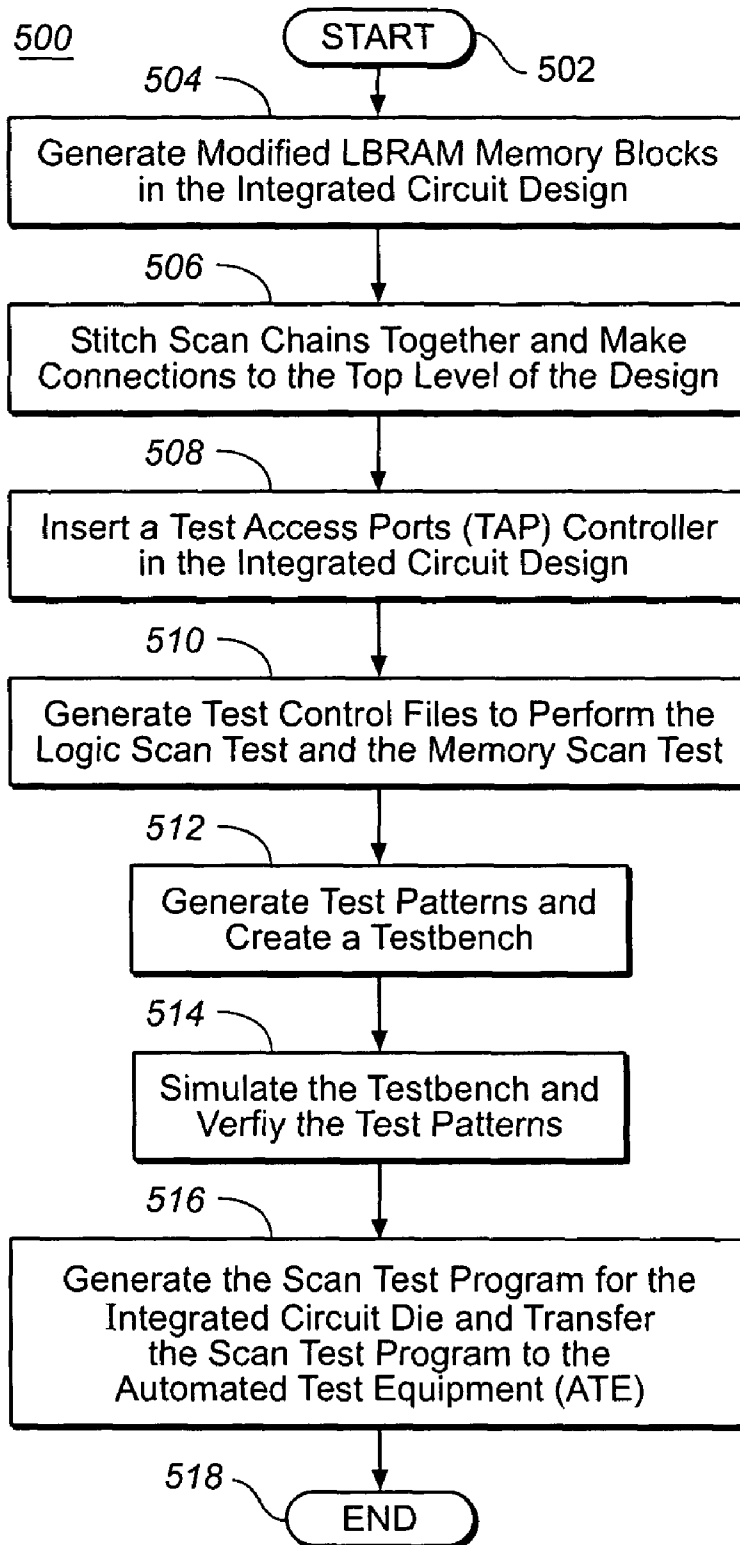 500
START
502
504
Generate Modified LBRAM Memory Blocks
in the Integrated Circuit Design
506
Stitch Scan Chains Together and Make
Connections to the Top Level of the Design
508
Insert a Test Access Ports (TAP) Controller
in the Integrated Circuit Design
510
Generate Test Control Files to Perform the
Logic Scan Test and the Memory Scan Test
512
Generate Test Patterns and
Create a Testbench
514
Simulate the Testbench and
Verfiy the Test Patterns
516
Generate the Scan Test Program for the
Integrated Circuit Die and Transfer
the Scan Test Program to the
Automated Test Equipment (ATE)
518
END